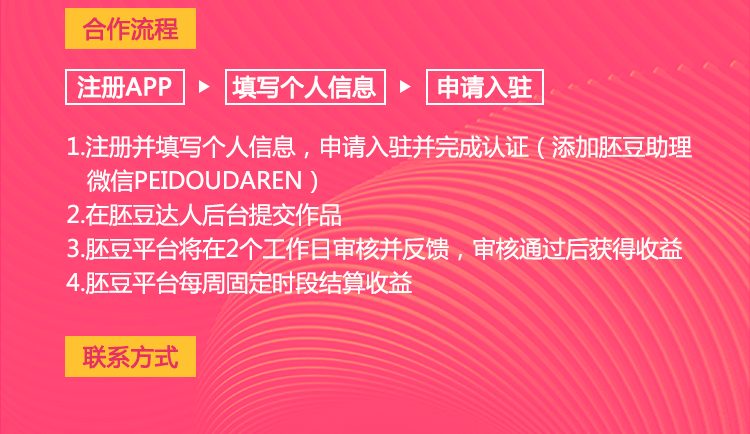 合作流程
注册APP ▶ 填写个人信息 ▶ 申请入驻
1.注册并填写个人信息，申请入驻并完成认证（添加胚豆助理
微信PEIDOUDAREN）
2.在胚豆达人后台提交作品
3.胚豆平台将在2个工作日审核并反馈，审核通过后获得收益
4.胚豆平台每周固定时段结算收益
联系方式